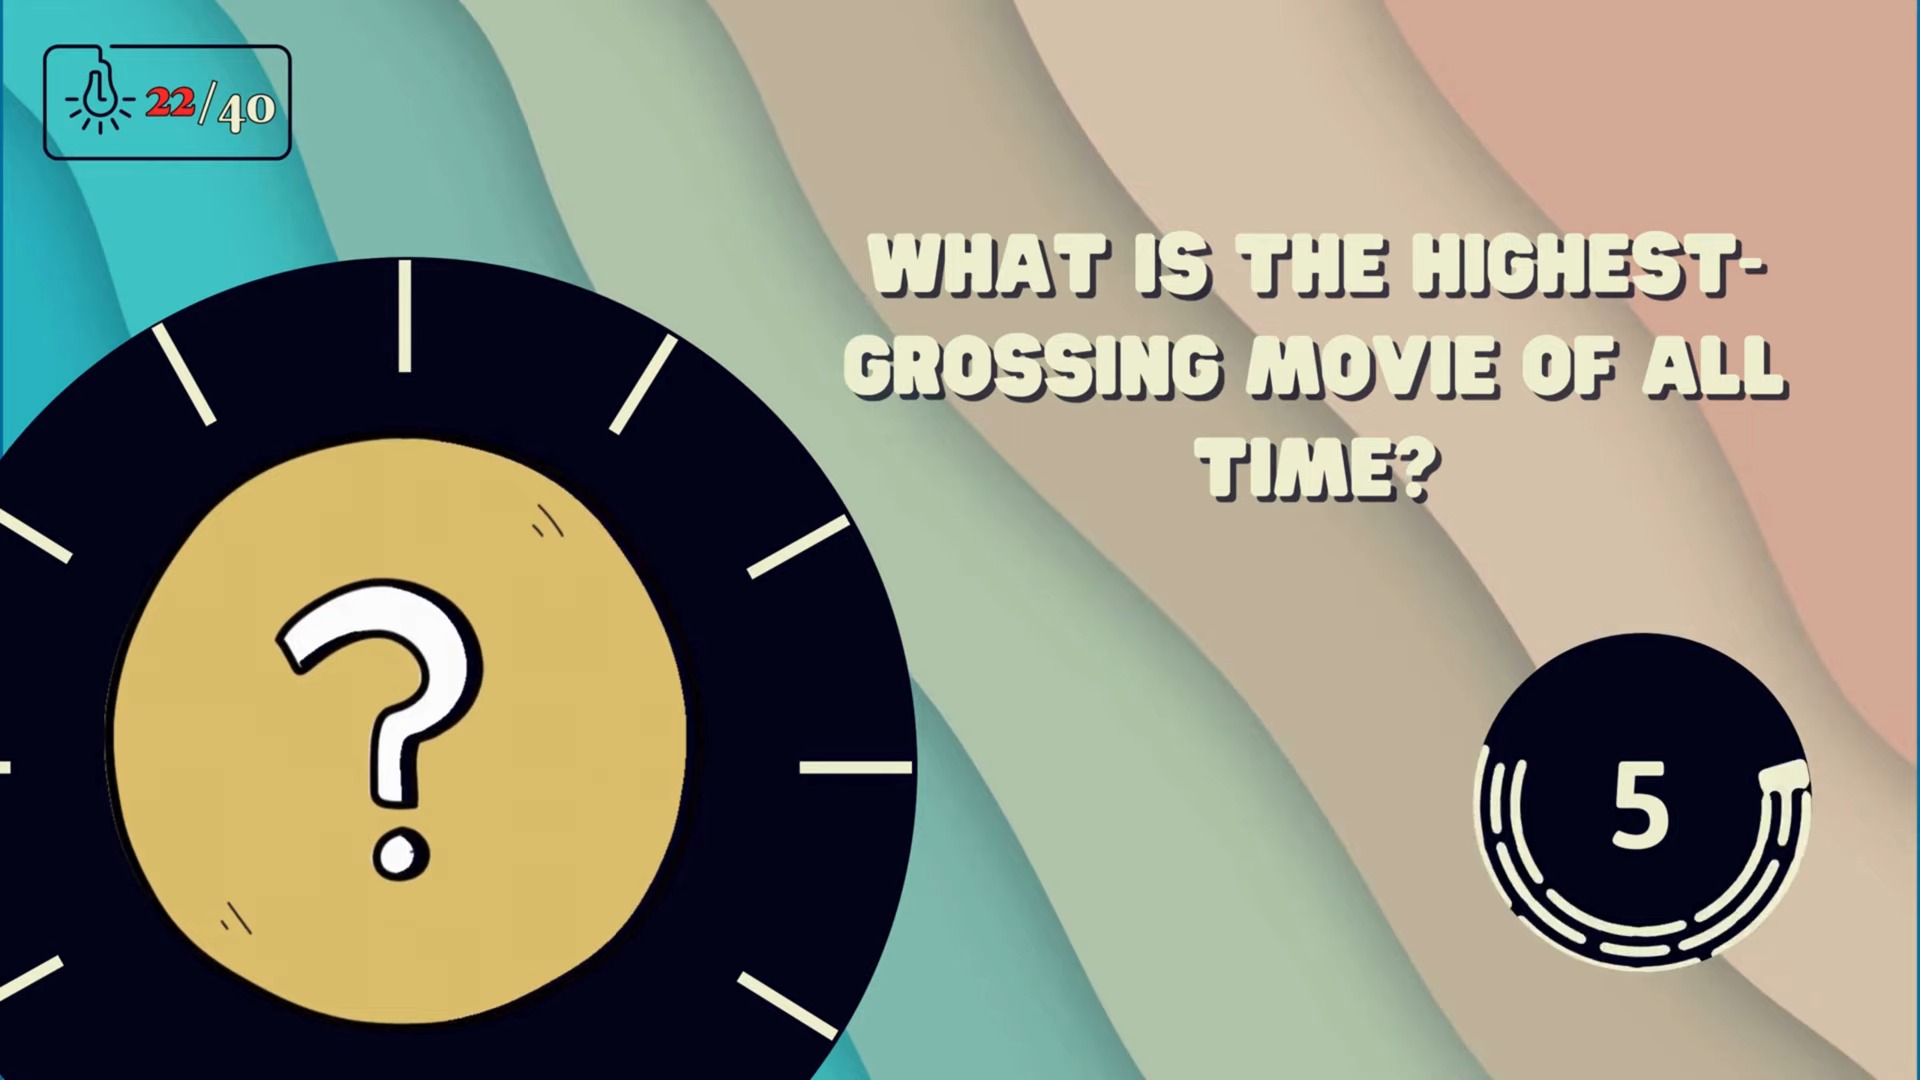 22/40
WHAT IS THE HIGHEST-
GROSSING MOVIE OF ALL
TIME?
?
5